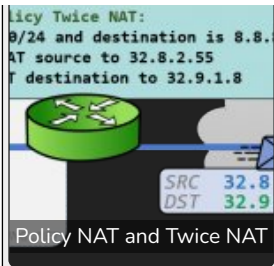 licy Twice NAT:
/24 and destination is 8.8.
AT source to 32.8.2.55
T destination to 32.9.1.8
SRC 32.8
DST 32.9
Policy NAT and Twice NAT